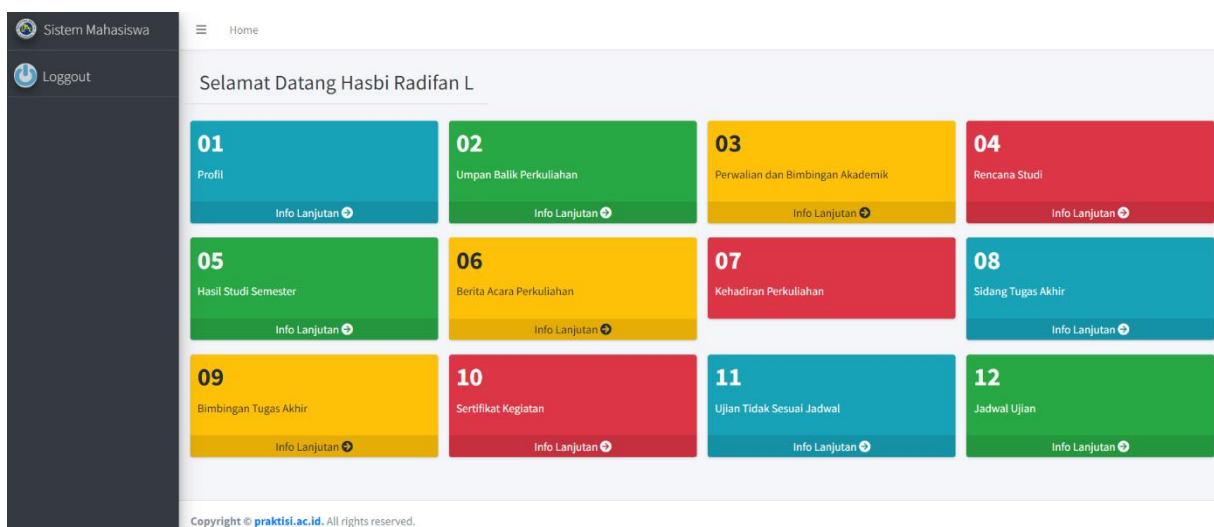 Sistem Mahasiswa
Home
Loggout
Selamat Datang Hasbi Radifan L
01
Profil
Info Lanjutan
02
Umpan Balik Perkuliahan
Info Lanjutan
03
Perwalian dan Bimbingan Akademik
Info Lanjutan
04
Rencana Studi
Info Lanjutan
05
Hasil Studi Semester
Info Lanjutan
06
Berita Acara Perkuliahan
Info Lanjutan
07
Kehadiran Perkuliahan
08
Sidang Tugas Akhir
Info Lanjutan
09
Bimbingan Tugas Akhir
Info Lanjutan
10
Sertifikat Kegiatan
Info Lanjutan
11
Ujian Tidak Sesuai Jadwal
Info Lanjutan
12
Jadwal Ujian
Info Lanjutan
Copyright © praktisi.ac.id. All rights reserved.